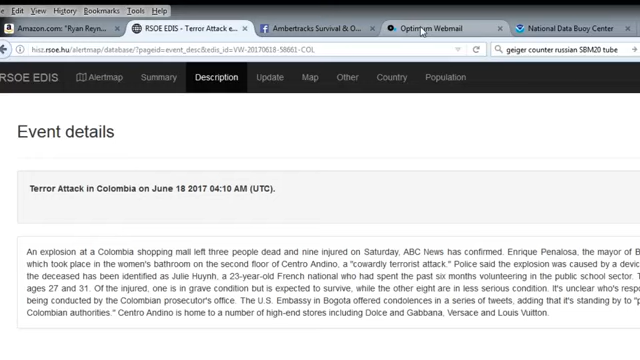 le Edit View History Bookmarks Tools Help
Amazon.com: "Ryan Reyn... × RSOE EDIS - Terror Attack e... × Ambertracks Survival & O... × Optimum Webmail × National Data Buoy Center ×
hisz.rsoe.hu/alertmap/database/?pageid=event_desc&edis_id=VW-20170618-58661-COL geiger counter russian SBM20 tube
RSOE EDIS Alertmap Summary Description Update Map Other Country Population
Event details
Terror Attack in Colombia on June 18 2017 04:10 AM (UTC).
An explosion at a Colombia shopping mall left three people dead and nine injured on Saturday, ABC News has confirmed. Enrique Penalosa, the mayor of B
which took place in the women's bathroom on the second floor of Centro Andino, a "cowardly terrorist attack." Police said the explosion was caused by a devic
the deceased has been identified as Julie Huynh, a 23-year-old French national who had spent the past six months volunteering in the public school sector. T
ages 27 and 31. Of the injured, one is in grave condition but is expected to survive, while the other eight are in less serious condition. It's unclear who's respo
being conducted by the Colombian prosecutor's office. The U.S. Embassy in Bogota offered condolences in a series of tweets, adding that it's standing by to "p
Colombian authorities." Centro Andino is home to a number of high-end stores including Dolce and Gabbana, Versace and Louis Vuitton.